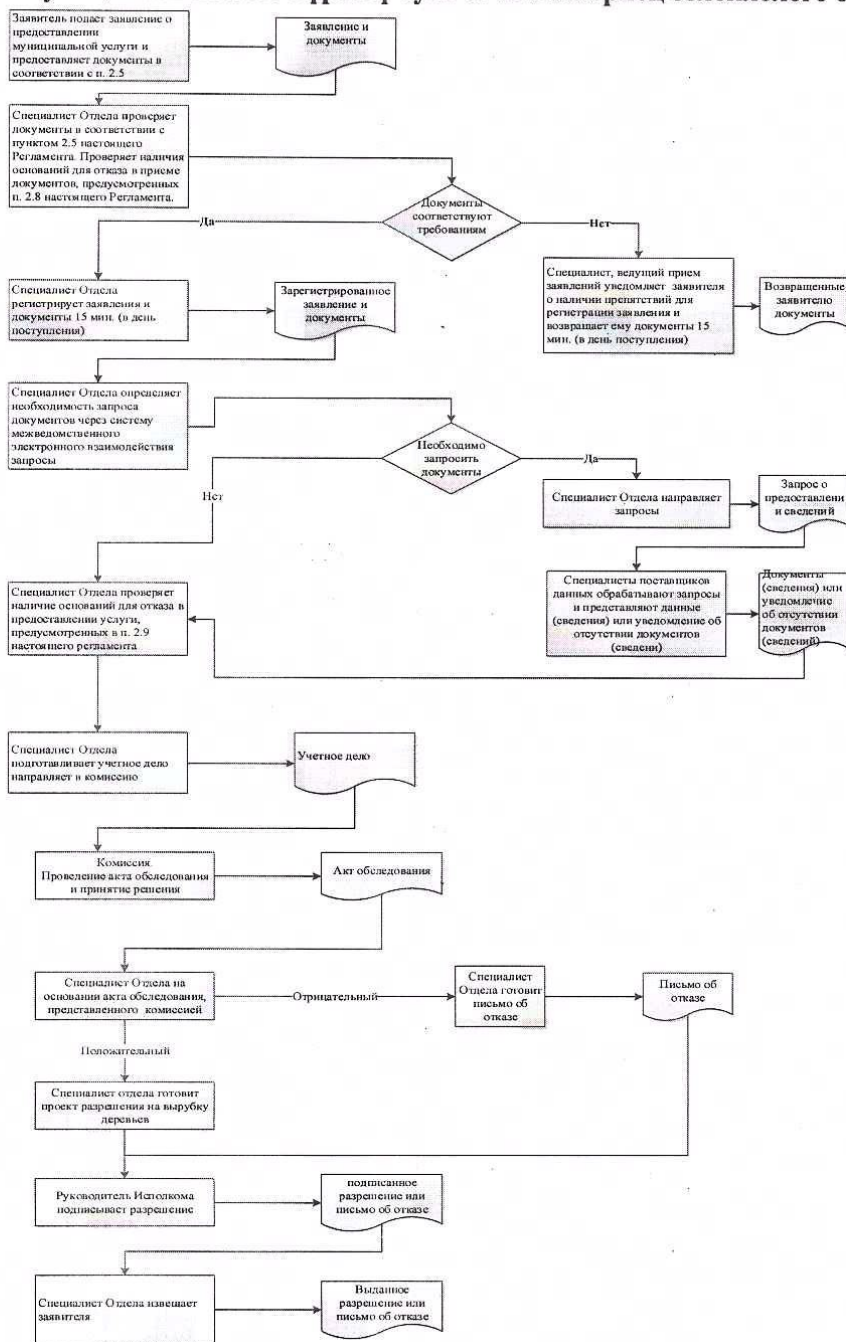 Заявитель подает заявление о
предоставлении
муниципальной услуги и
предоставляет документы в
соответствии с п. 2.5
Заявление и
документы
Специалист Отдела проверяет
документы в соответствии с
пунктом 2.5 настоящего
Регламента. Проверяет наличия
оснований для отказа в приеме
документов, предусмотренных
п. 2.8 настоящего Регламента.
Документы
соответствуют
требованиям
Да
Нет
Специалист Отдела
регистрирует заявления и
документы 15 мин. (в день
поступления)
Зарегистрированное
заявление и
документы
Специалист, ведущий прием
заявлений уведомляет заявителя
о наличии препятствий для
регистрации заявления и
возвращает ему документы 15
мин. (в день поступления)
Возвращенные
заявителю
документы
Специалист Отдела определяет
необходимость запроса
документов через систему
межведомственного
электронного взаимодействия
запросы
Необходимо
запросить
документы
Нет
Да
Специалист Отдела направляет
запросы
Запрос о
предоставлени
и сведений
Специалист Отдела проверяет
наличие оснований для отказа в
предоставлении услуги,
предусмотренных в п. 2.9
настоящего регламента
Специалисты поставщиков
данных обрабатывают запросы
и представляют данные
(сведения) или уведомление об
отсутствии документов
(сведени)
Документы
(сведения) или
уведомление
об отсутствии
документов
(сведений)
Специалист Отдела
подготавливает учетное дело
направляет в комиссию
Учетное дело
Комиссия
Проведение акта обследования
и принятие решения
Акт обследования
Специалист Отдела на
основании акта обследования,
представленного комиссией
Отрицательный
Специалист
Отдела готовит
письмо об
отказе
Письмо об
отказе
Положительный
Специалист отдела готовит
проект разрешения на вырубку
деревьев
Руководитель Исполкома
подписывает разрешение
подписанное
разрешение или
письмо об отказе
Специалист Отдела извещает
заявителя
Выданное
разрешение или
письмо об отказе